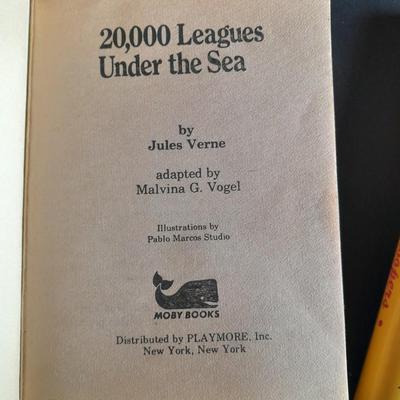 20,000 Leagues
Under the Sea
by
Jules Verne
adapted by
Malvina G. Vogel
Illustrations by
Pablo Marcos Studio
MOBY BOOKS
Distributed by PLAYMORE, Inc.
New York, New York